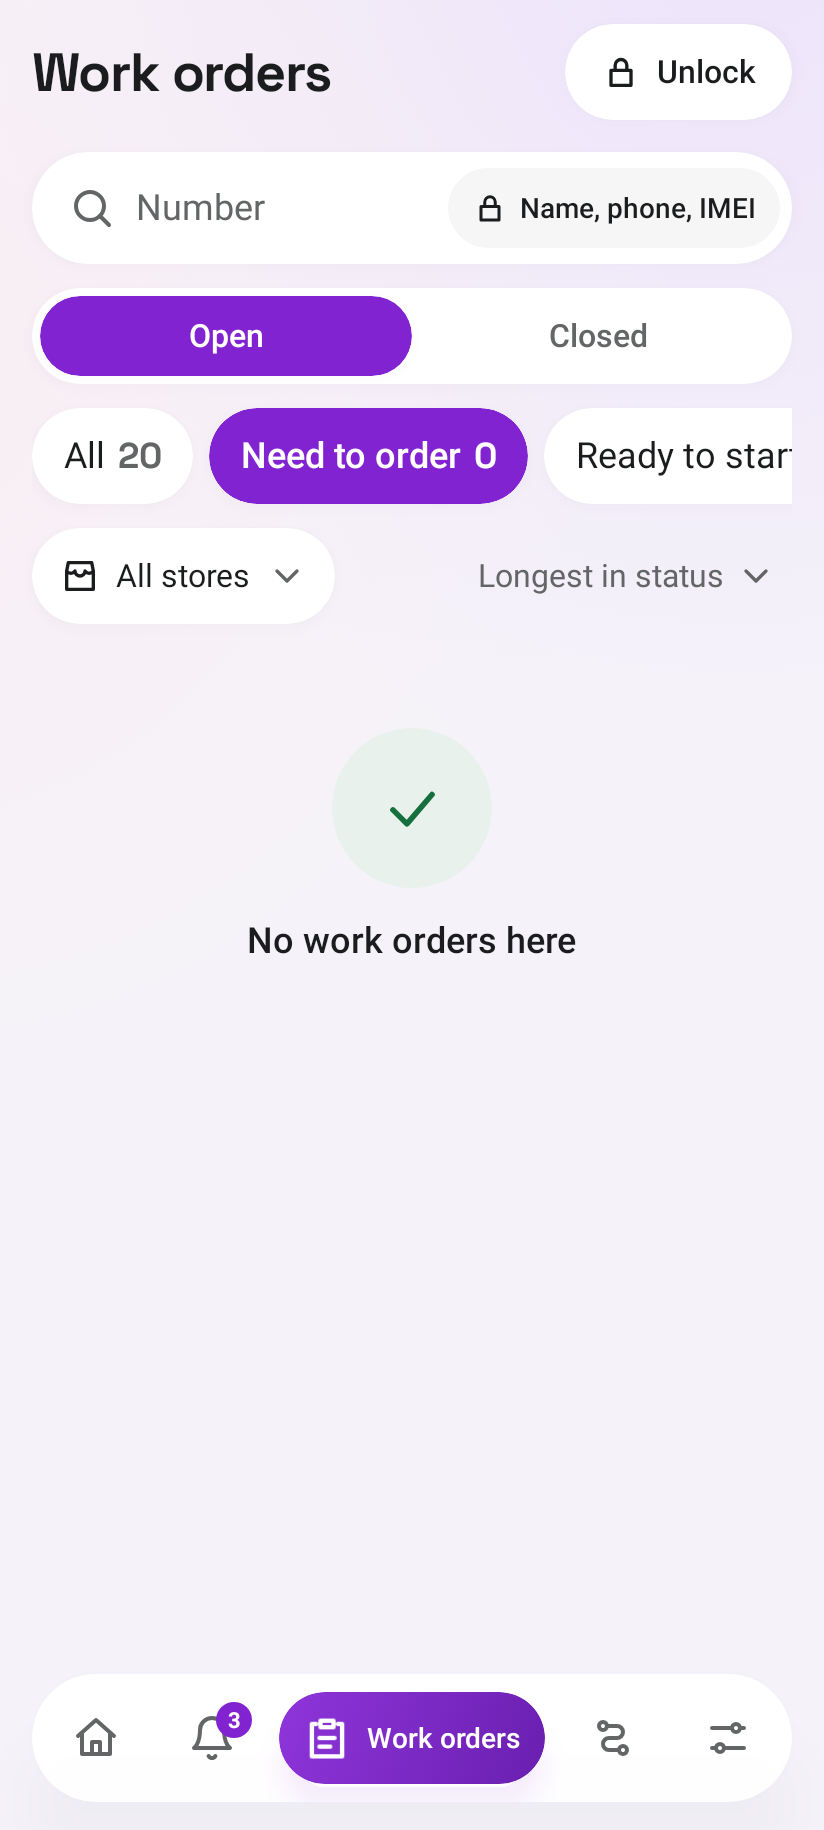 Work orders
Unlock
Number
Name, phone, IMEI
Open
Closed
All 20
Need to order 0
Ready to start
All stores
Longest in status
No work orders here
3
Work orders